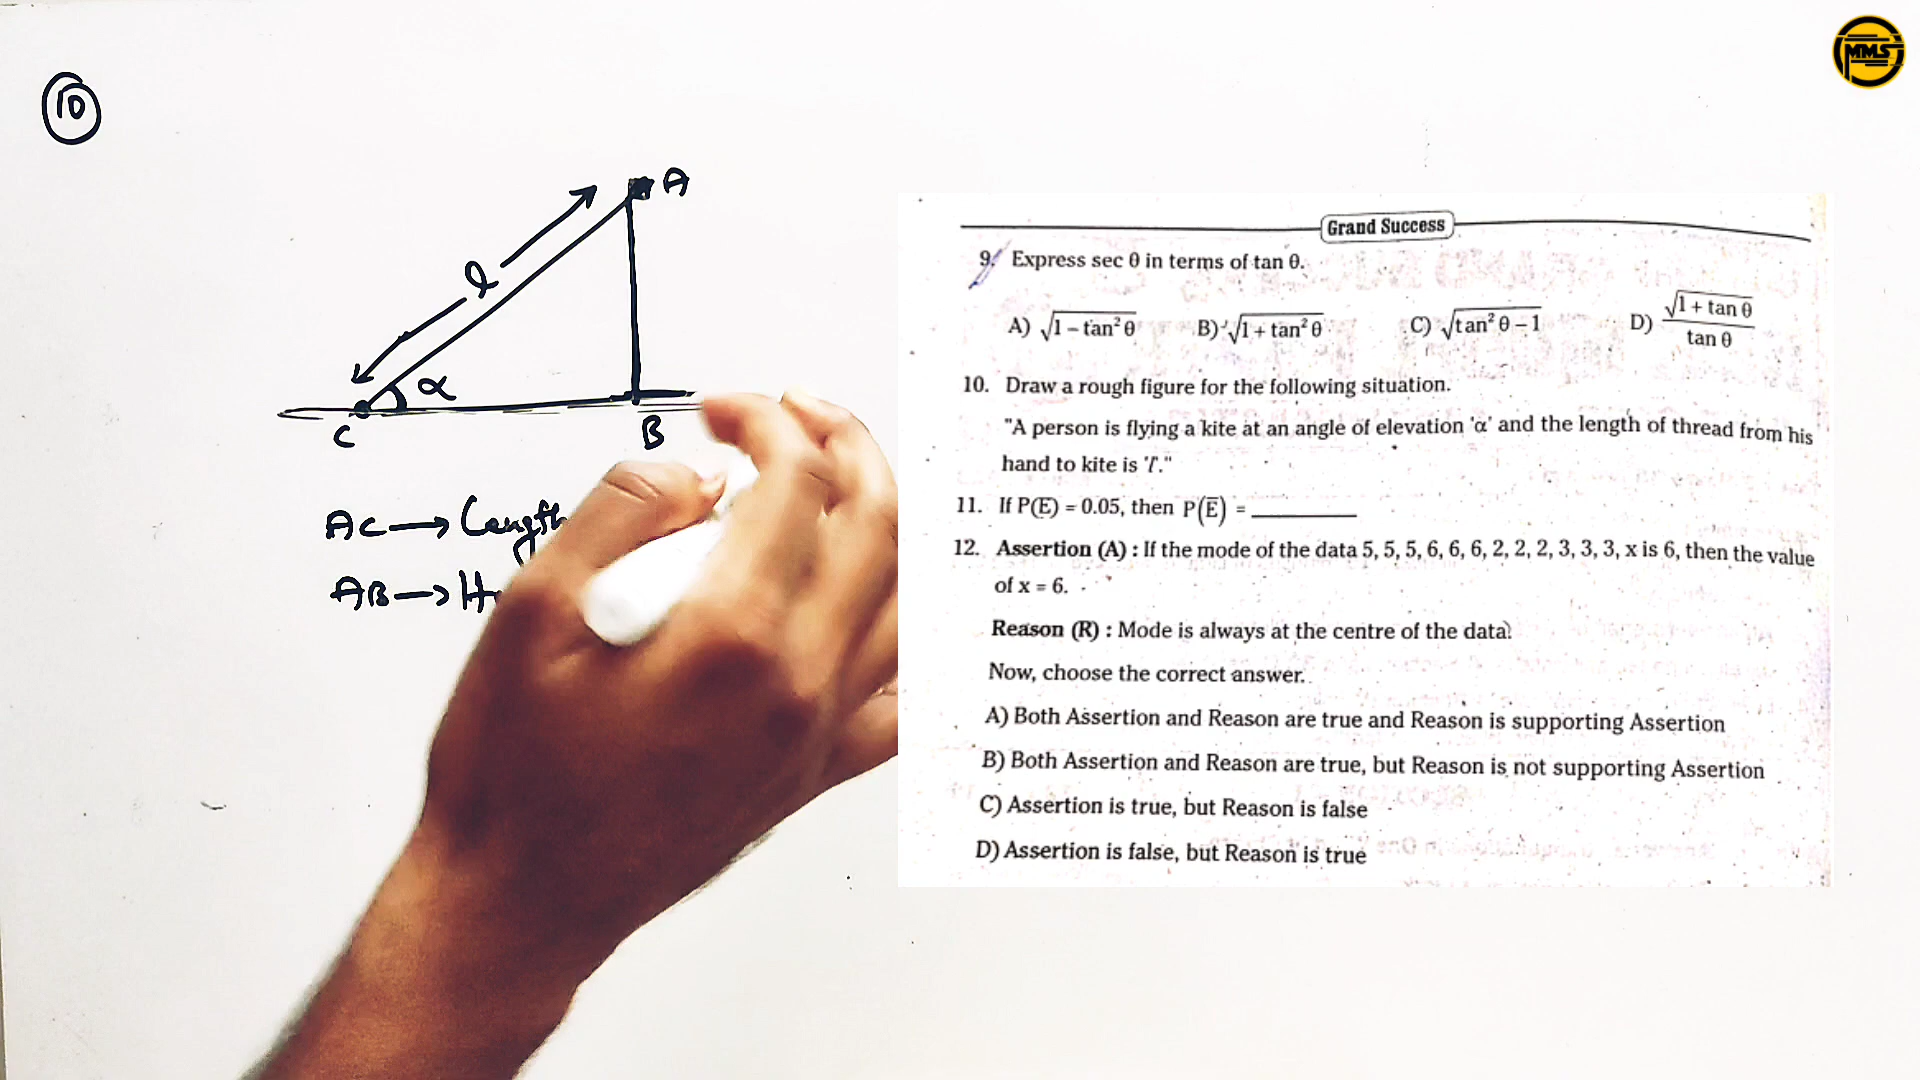 10
A
l
α
C
B
AC → Length
AB →
MMS
Grand Success
9. Express sec θ in terms of tan θ.
A) √1 – tan² θ B) √1 + tan² θ C) √tan² θ – 1 D) √1 + tan θ / tan θ
10. Draw a rough figure for the following situation.
"A person is flying a kite at an angle of elevation 'α' and the length of thread from his
hand to kite is 'l'."
11. If P(E) = 0.05, then P(E̅) = ________
12. Assertion (A) : If the mode of the data 5, 5, 5, 6, 6, 6, 2, 2, 2, 3, 3, 3, x is 6, then the value
of x = 6.
Reason (R) : Mode is always at the centre of the data.
Now, choose the correct answer.
A) Both Assertion and Reason are true and Reason is supporting Assertion
B) Both Assertion and Reason are true, but Reason is not supporting Assertion
C) Assertion is true, but Reason is false
D) Assertion is false, but Reason is true